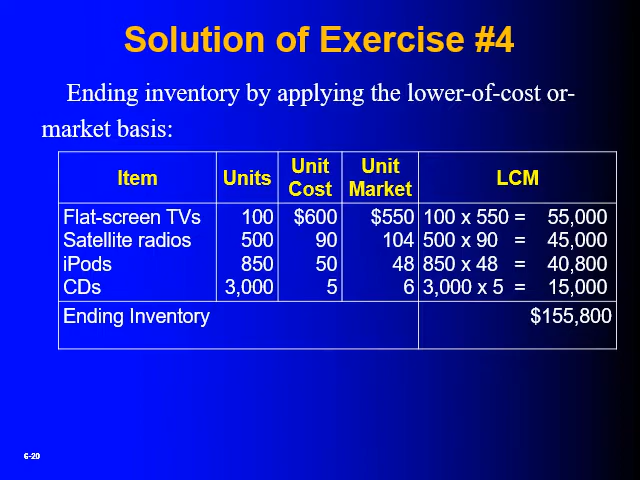 Solution of Exercise #4
Ending inventory by applying the lower-of-cost or-
market basis:
Item Units Unit Cost Unit Market LCM
Flat-screen TVs 100 $600 $550 100 x 550 = 55,000
Satellite radios 500 90 104 500 x 90 = 45,000
iPods 850 50 48 850 x 48 = 40,800
CDs 3,000 5 6 3,000 x 5 = 15,000
Ending Inventory $155,800
6-20